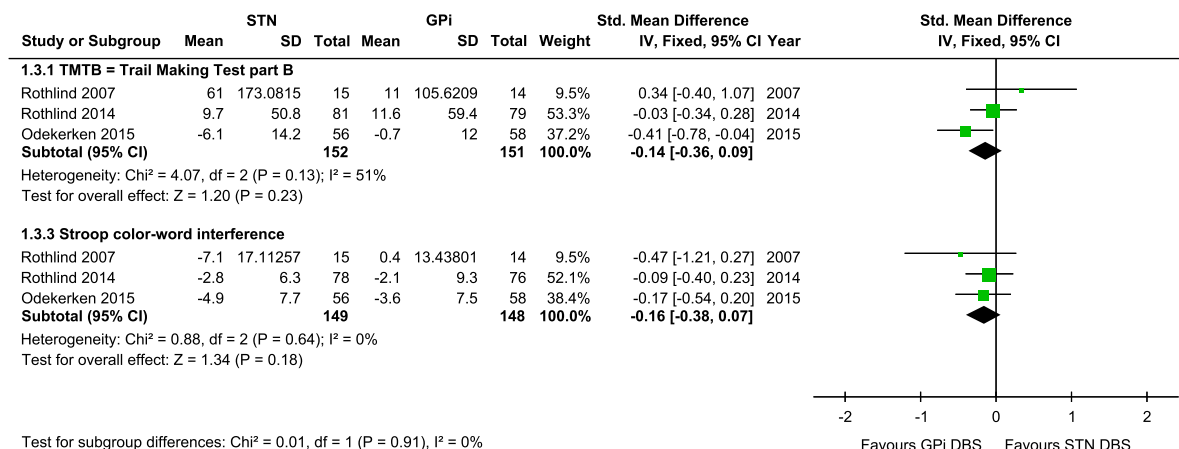 STN GPi Std. Mean Difference Std. Mean Difference
Study or Subgroup Mean SD Total Mean SD Total Weight IV, Fixed, 95% CI Year IV, Fixed, 95% CI
1.3.1 TMTB = Trail Making Test part B
Rothlind 2007 61 173.0815 15 11 105.6209 14 9.5% 0.34 [-0.40, 1.07] 2007
Rothlind 2014 9.7 50.8 81 11.6 59.4 79 53.3% -0.03 [-0.34, 0.28] 2014
Odekerken 2015 -6.1 14.2 56 -0.7 12 58 37.2% -0.41 [-0.78, -0.04] 2015
Subtotal (95% CI) 152 151 100.0% -0.14 [-0.36, 0.09]
Heterogeneity: Chi² = 4.07, df = 2 (P = 0.13); I² = 51%
Test for overall effect: Z = 1.20 (P = 0.23)
1.3.3 Stroop color-word interference
Rothlind 2007 -7.1 17.11257 15 0.4 13.43801 14 9.5% -0.47 [-1.21, 0.27] 2007
Rothlind 2014 -2.8 6.3 78 -2.1 9.3 76 52.1% -0.09 [-0.40, 0.23] 2014
Odekerken 2015 -4.9 7.7 56 -3.6 7.5 58 38.4% -0.17 [-0.54, 0.20] 2015
Subtotal (95% CI) 149 148 100.0% -0.16 [-0.38, 0.07]
Heterogeneity: Chi² = 0.88, df = 2 (P = 0.64); I² = 0%
Test for overall effect: Z = 1.34 (P = 0.18)
-2 -1 0 1 2
Test for subgroup differences: Chi² = 0.01, df = 1 (P = 0.91), I² = 0% Favours GPi DBS Favours STN DBS